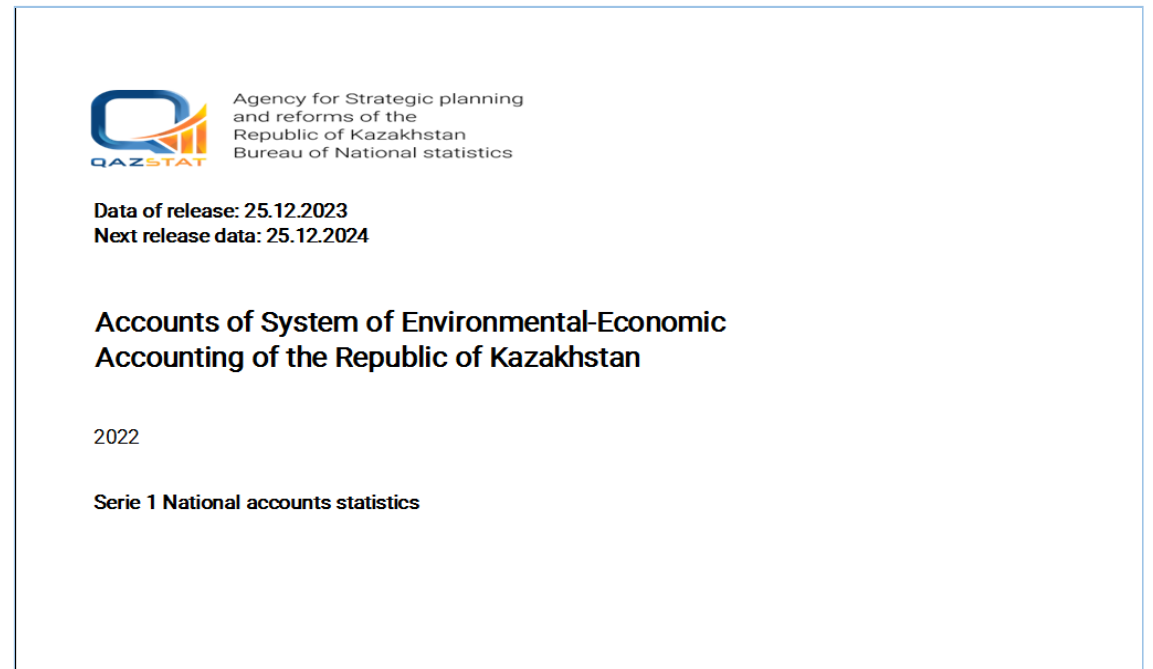 Agency for Strategic planning
and reforms of the
Republic of Kazakhstan
Bureau of National statistics
QAZSTAT
Data of release: 25.12.2023
Next release data: 25.12.2024
Accounts of System of Environmental-Economic
Accounting of the Republic of Kazakhstan
2022
Serie 1 National accounts statistics